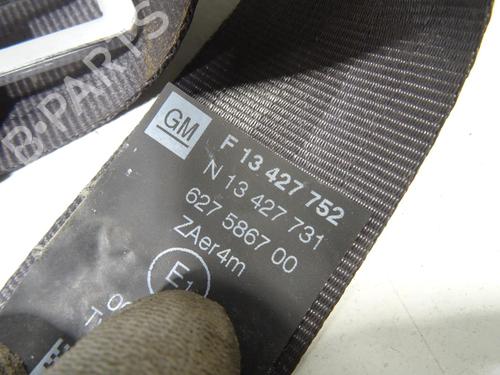 B-PARTS
GM
F 13 427 752
N 13 427 731
627 5867 00
ZAer4m
E1